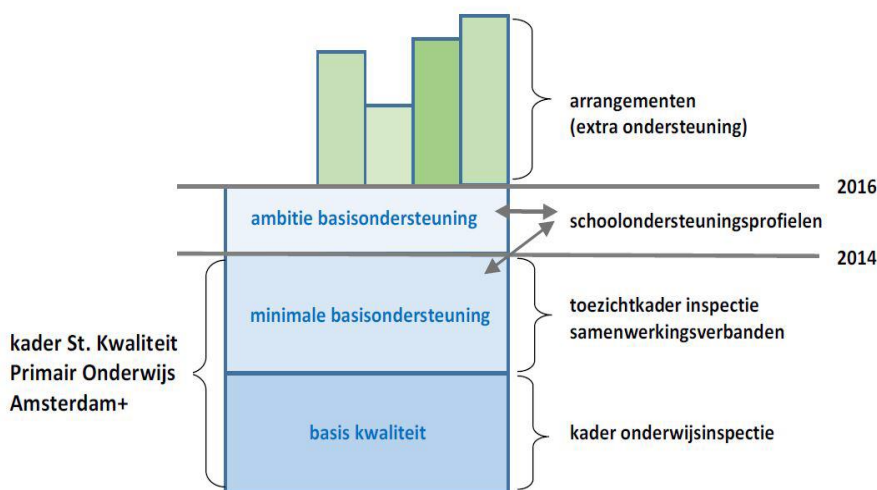 arrangementen
(extra ondersteuning)
2016
ambitie basisondersteuning
schoolondersteuningsprofielen
2014
minimale basisondersteuning
toezichtkader inspectie
samenwerkingsverbanden
kader St. Kwaliteit
Primair Onderwijs
Amsterdam+
basis kwaliteit
kader onderwijsinspectie